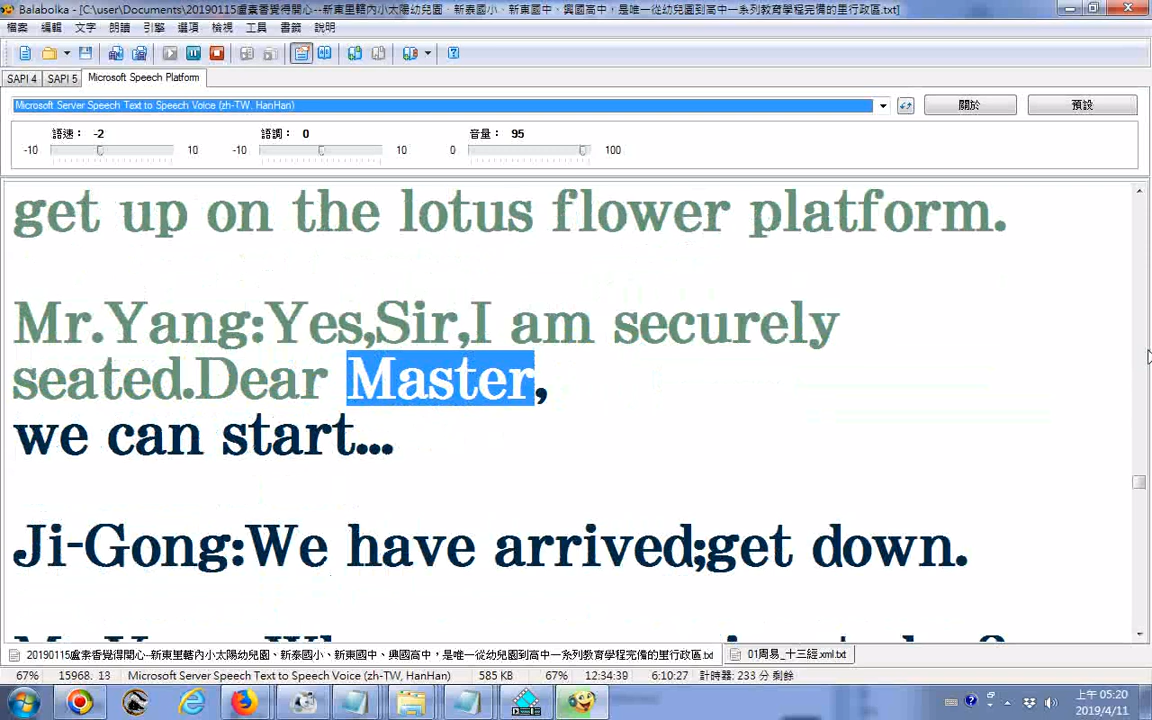 Balabolka - [C:\user\Documents\20190115盧素香覺得開心--新東里轄內小太陽幼兒園、新泰國小、新東國中、興國高中，是唯一從幼兒園到高中一系列教育學程完備的里行政區.txt]
檔案 編輯 文字 朗讀 引擎 選項 檢視 工具 書籤 說明
SAPI 4 SAPI 5 Microsoft Speech Platform
Microsoft Server Speech Text to Speech Voice (zh-TW, HanHan) 關於 預設
語速： -2 語調： 0 音量： 95
-10 10 -10 10 0 100
get up on the lotus flower platform.
Mr.Yang:Yes,Sir,I am securely
seated.Dear Master,
we can start...
Ji-Gong:We have arrived;get down.
20190115盧素香覺得開心--新東里轄內小太陽幼兒園、新泰國小、新東國中、興國高中，是唯一從幼兒園到高中一系列教育學程完備的里行政區.txt 01周易_十三經.xml.txt
67% 15968. 13 Microsoft Server Speech Text to Speech Voice (zh-TW, HanHan) 585 KB 67% 12:34:39 6:10:27 計時器: 233 分 剩餘
上午 05:20
2019/4/11